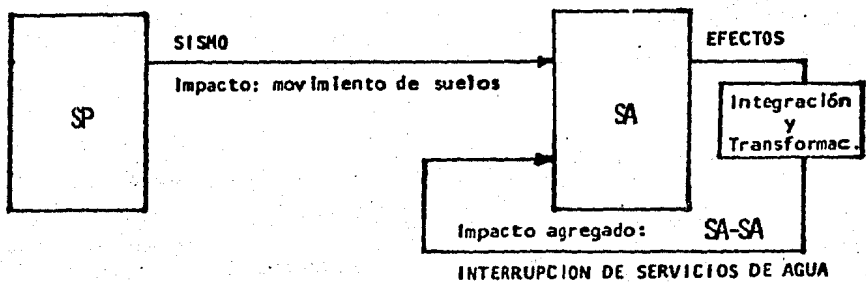 SISMO
Impacto: movimiento de suelos
SP
SA
EFECTOS
Integración
y
Transformac.
Impacto agregado: SA-SA
INTERRUPCION DE SERVICIOS DE AGUA